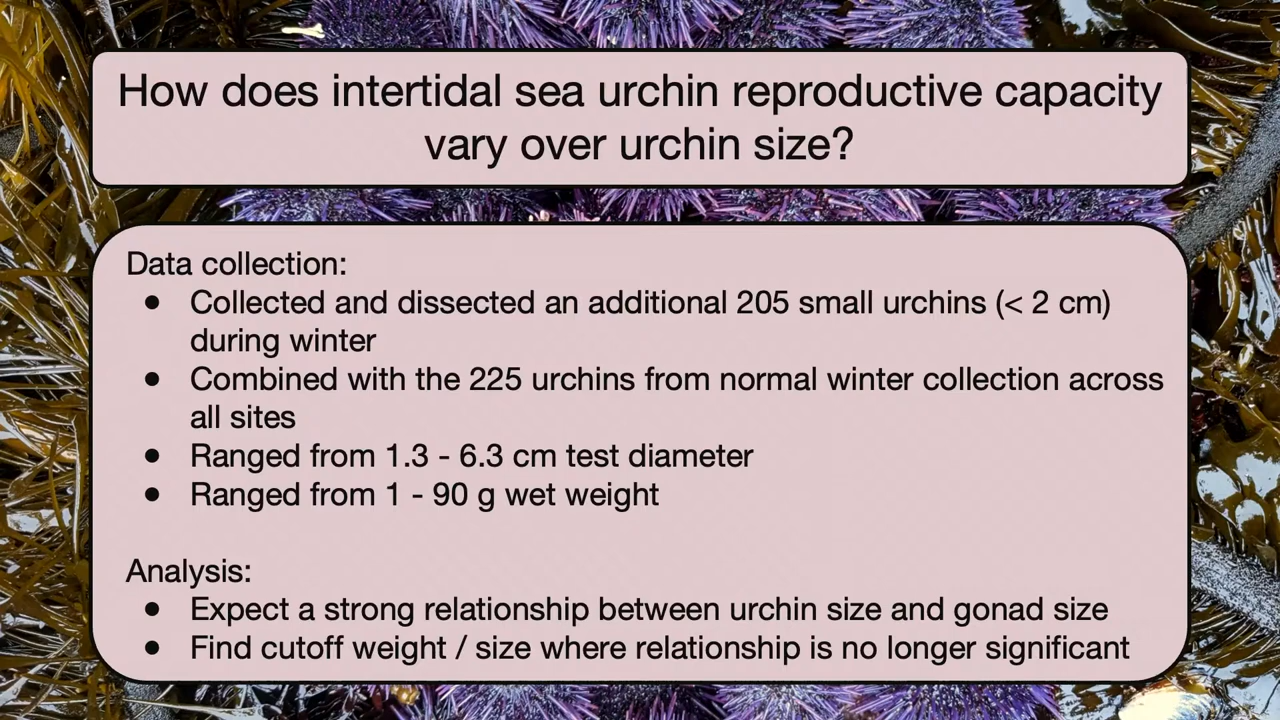 How does intertidal sea urchin reproductive capacity
vary over urchin size?
Data collection:
● Collected and dissected an additional 205 small urchins (< 2 cm)
during winter
● Combined with the 225 urchins from normal winter collection across
all sites
● Ranged from 1.3 - 6.3 cm test diameter
● Ranged from 1 - 90 g wet weight
Analysis:
● Expect a strong relationship between urchin size and gonad size
● Find cutoff weight / size where relationship is no longer significant